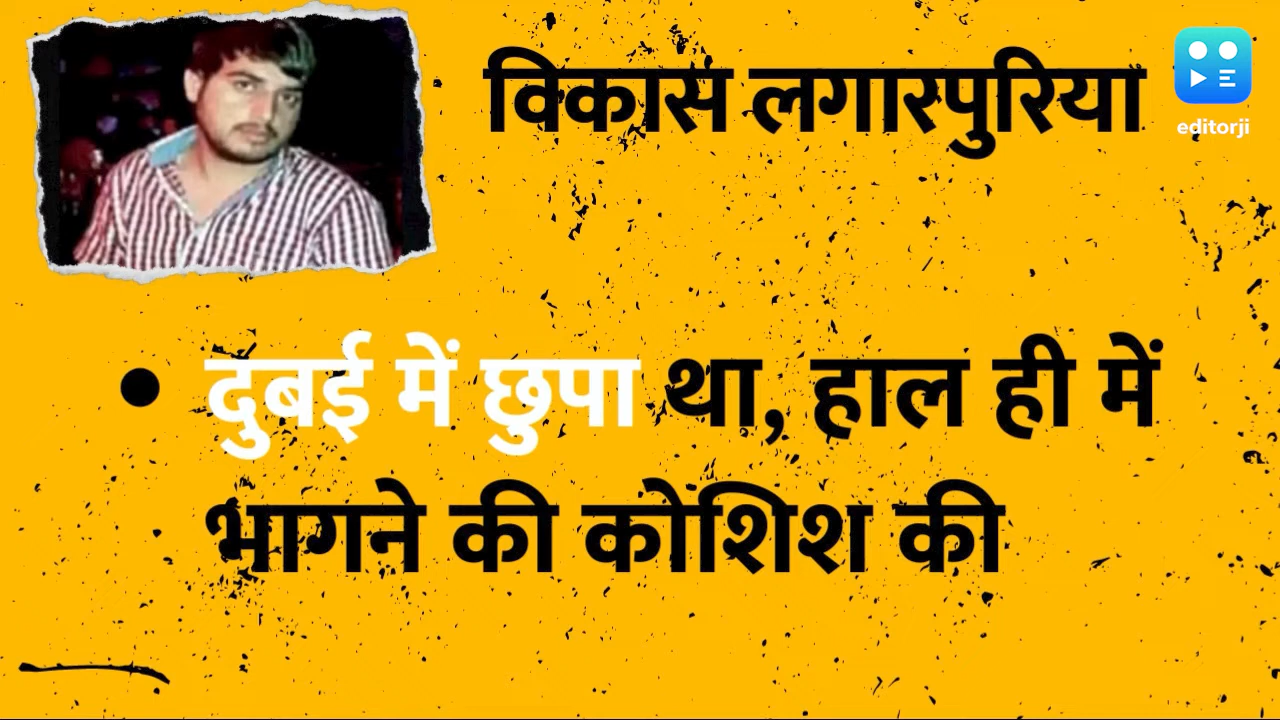 विकास लगारपुरिया
editorji
• दुबई में छुपा था, हाल ही में
भागने की कोशिश की